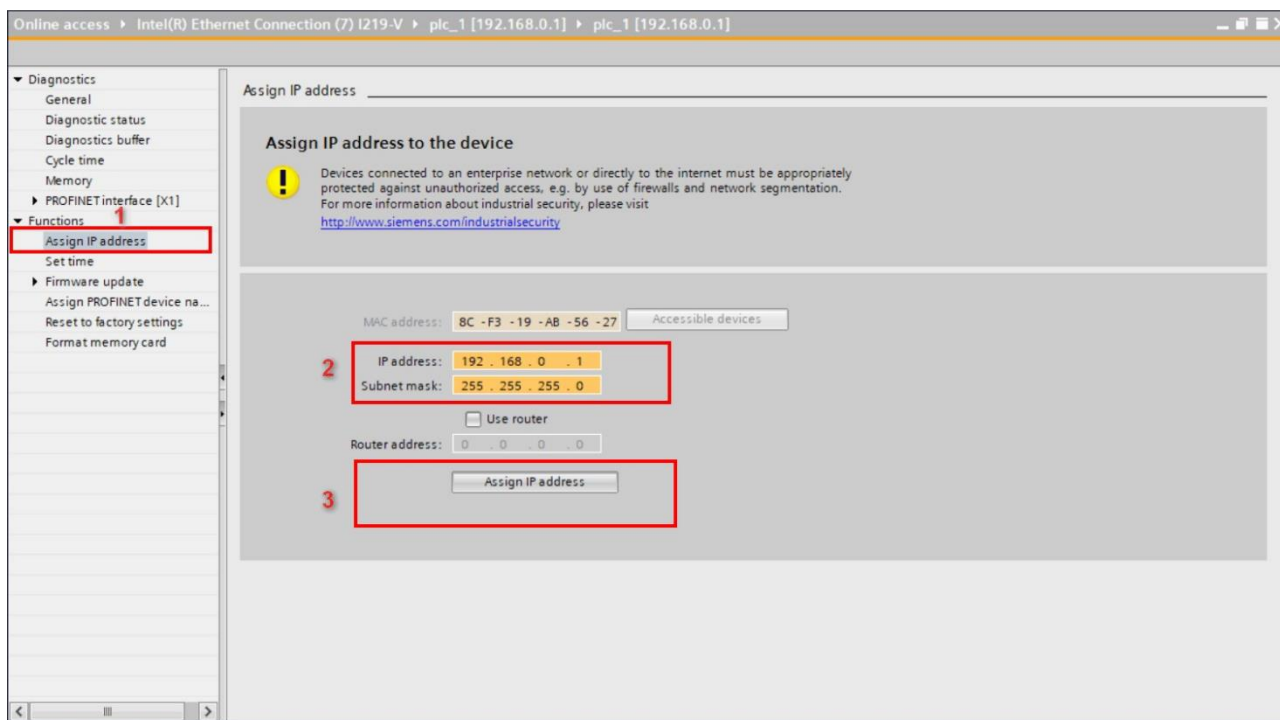 Online access ▸ Intel(R) Ethernet Connection (7) I219-V ▸ plc_1 [192.168.0.1] ▸ plc_1 [192.168.0.1]
Diagnostics
General
Diagnostic status
Diagnostics buffer
Cycle time
Memory
PROFINET interface [X1]
1
Functions
Assign IP address
Set time
Firmware update
Assign PROFINET device na...
Reset to factory settings
Format memory card
Assign IP address
Assign IP address to the device
Devices connected to an enterprise network or directly to the internet must be appropriately
protected against unauthorized access, e.g. by use of firewalls and network segmentation.
For more information about industrial security, please visit
http://www.siemens.com/industrialsecurity
MAC address: 8C -F3 -19 -AB -56 -27 Accessible devices
2
IP address: 192 . 168 . 0 . 1
Subnet mask: 255 . 255 . 255 . 0
Use router
Router address: 0 . 0 . 0 . 0
3
Assign IP address